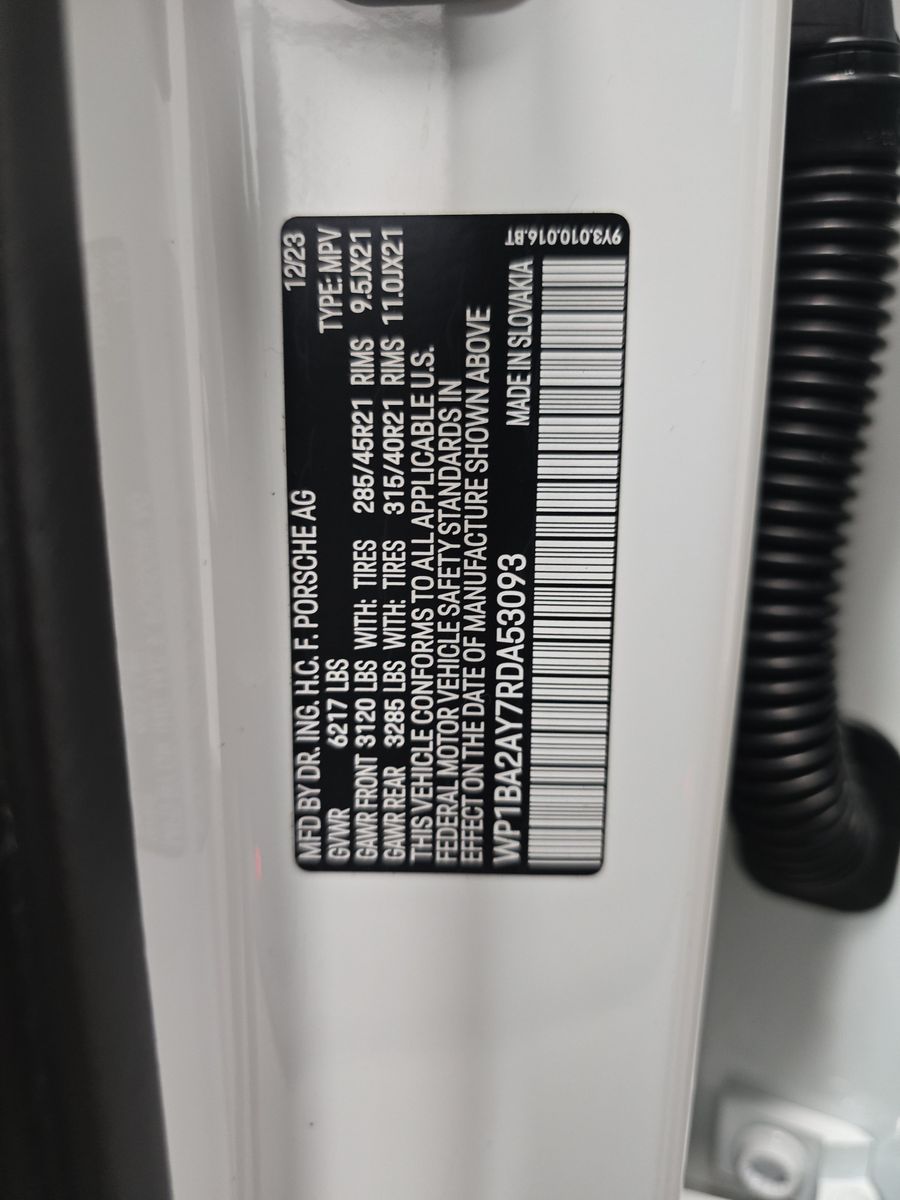 MFD BY DR. ING. H.C. F. PORSCHE AG 12/23
GVWR 6217 LBS TYPE: MPV
GAWR FRONT 3120 LBS WITH: TIRES 285/45R21 RIMS 9.5JX21
GAWR REAR 3285 LBS WITH: TIRES 315/40R21 RIMS 11.0JX21
THIS VEHICLE CONFORMS TO ALL APPLICABLE U.S.
FEDERAL MOTOR VEHICLE SAFETY STANDARDS IN
EFFECT ON THE DATE OF MANUFACTURE SHOWN ABOVE
WP1BA2AY7RDA53093 MADE IN SLOVAKIA
9Y3.010.016.BT